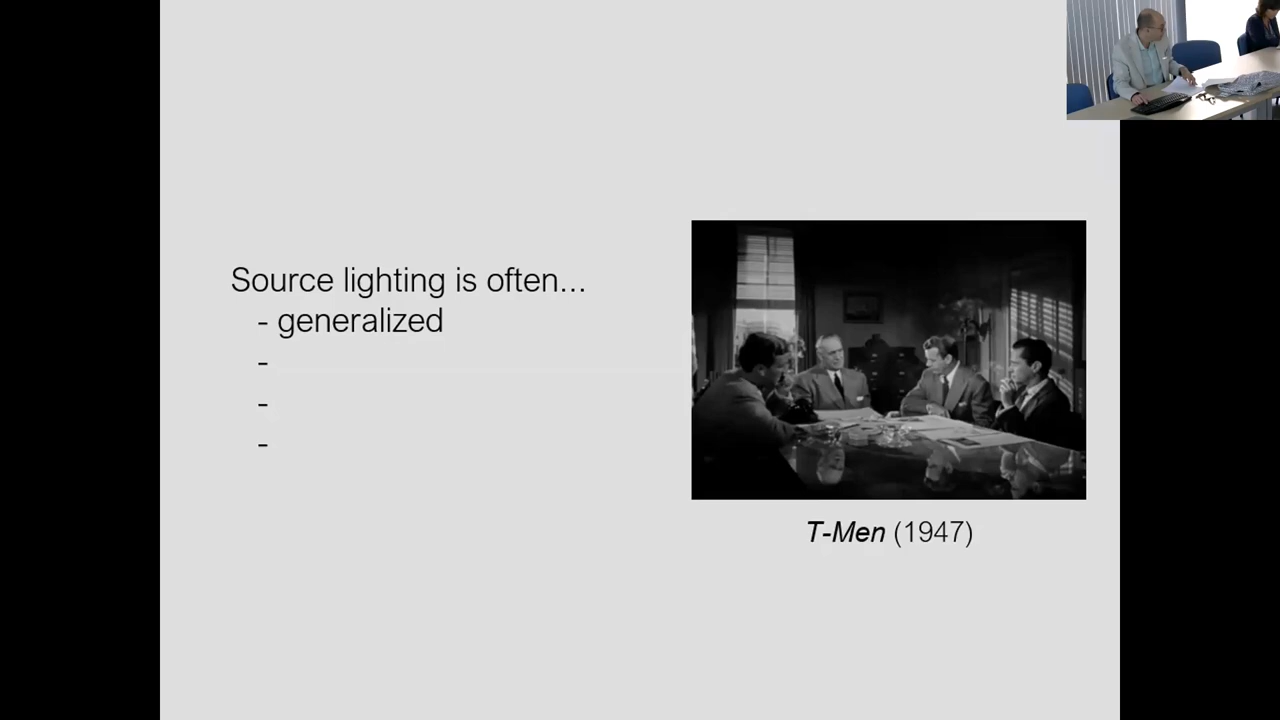 Source lighting is often...
- generalized
-
-
-
T-Men (1947)